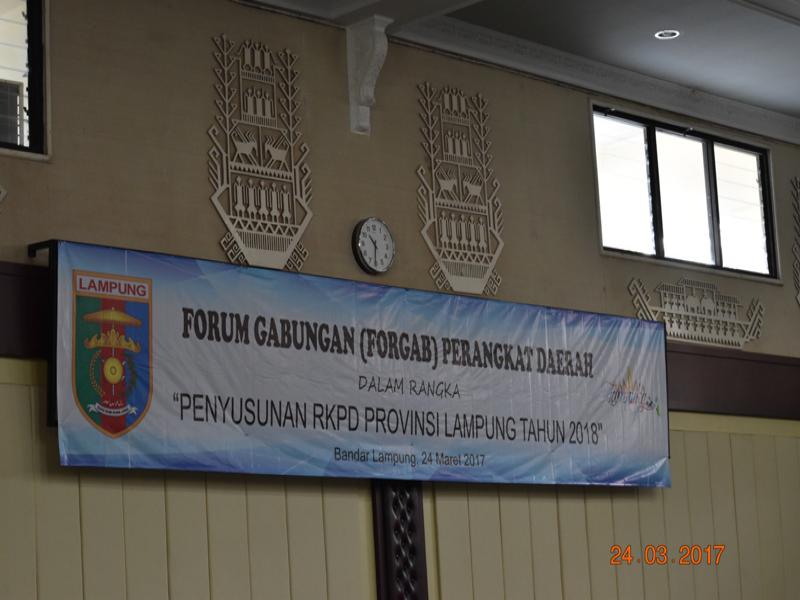 LAMPUNG
FORUM GABUNGAN (FORGAB) PERANGKAT DAERAH
DALAM RANGKA
"PENYUSUNAN RKPD PROVINSI LAMPUNG TAHUN 2018"
Bandar Lampung, 24 Maret 2017
24.03.2017